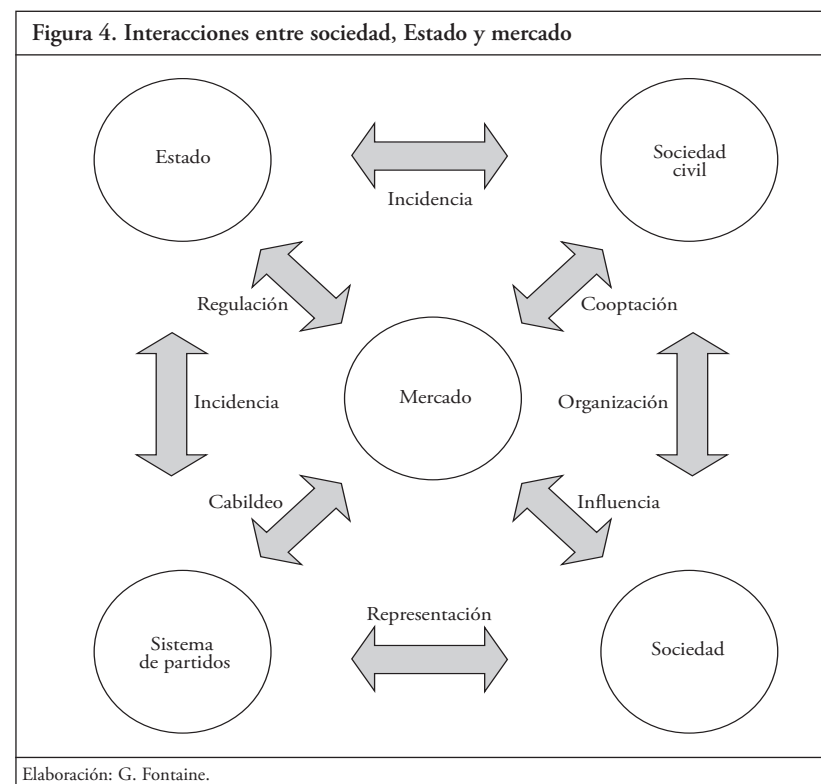 Figura 4. Interacciones entre sociedad, Estado y mercado
Estado
Sociedad
civil
Incidencia
Regulación
Cooptación
Incidencia
Mercado
Organización
Cabildeo
Influencia
Representación
Sistema
de partidos
Sociedad
Elaboración: G. Fontaine.